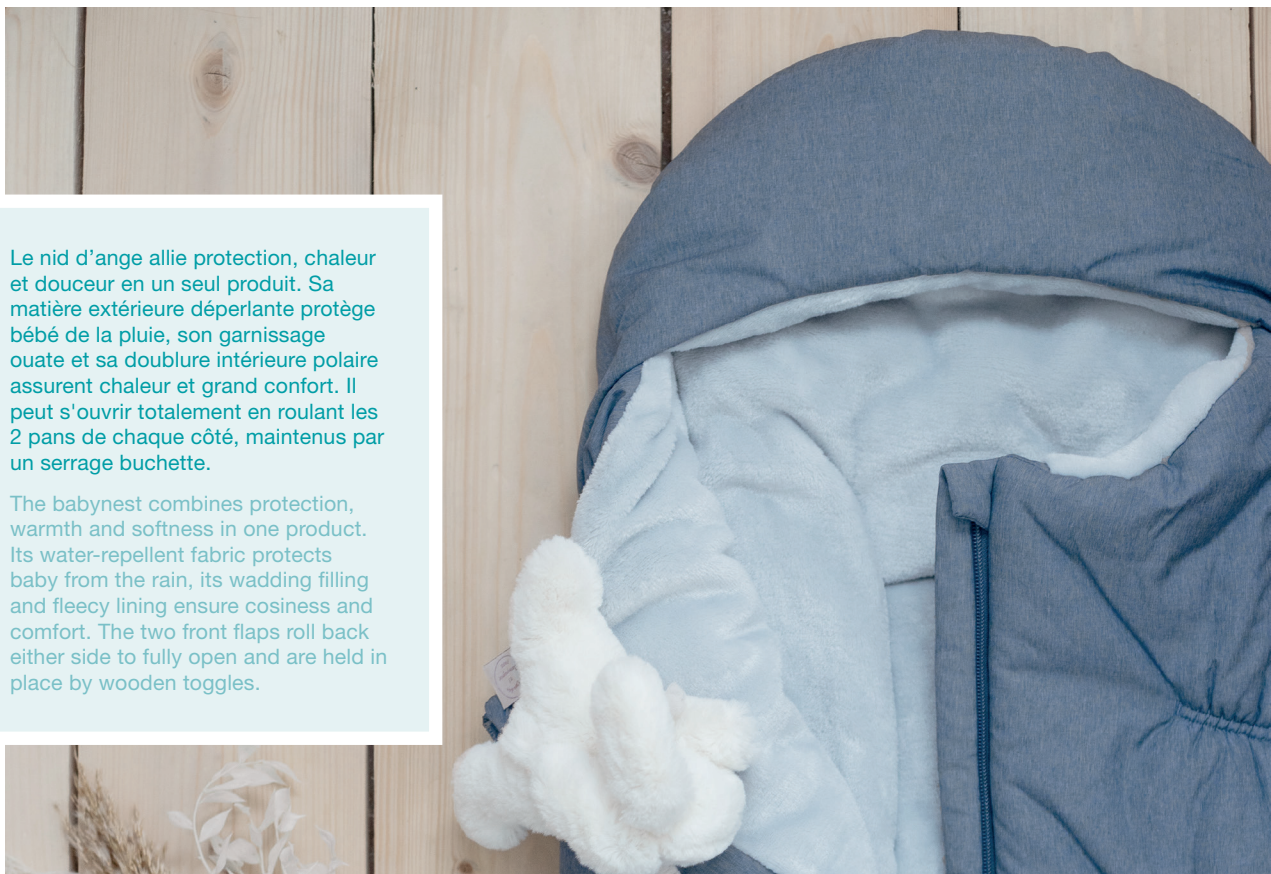 Le nid d’ange allie protection, chaleur
et douceur en un seul produit. Sa
matière extérieure déperlante protège
bébé de la pluie, son garnissage
ouate et sa doublure intérieure polaire
assurent chaleur et grand confort. Il
peut s'ouvrir totalement en roulant les
2 pans de chaque côté, maintenus par
un serrage buchette.
The babynest combines protection,
warmth and softness in one product.
Its water-repellent fabric protects
baby from the rain, its wadding filling
and fleecy lining ensure cosiness and
comfort. The two front flaps roll back
either side to fully open and are held in
place by wooden toggles.